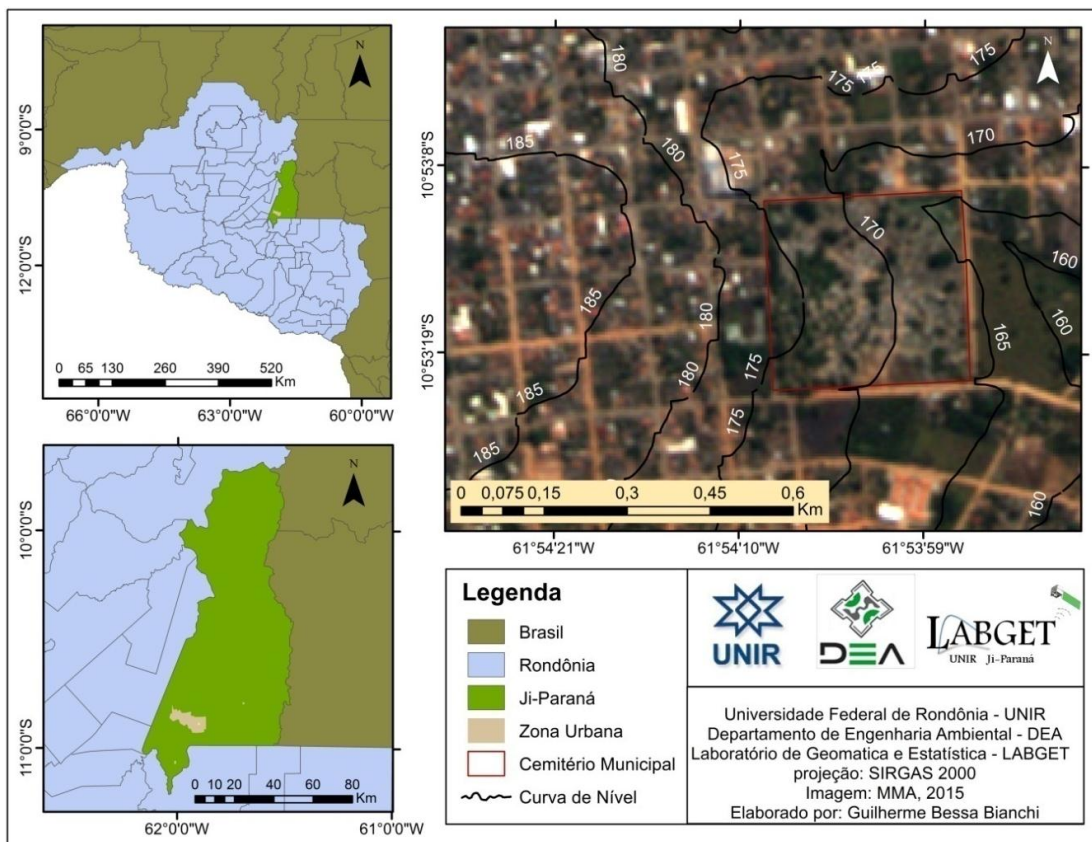 N
9°0'0"S
12°0'0"S
0 65 130 260 390 520
Km
66°0'0"W 63°0'0"W 60°0'0"W
N
10°0'0"S
11°0'0"S
0 10 20 40 60 80
Km
62°0'0"W 61°0'0"W
N
180
175
175
175
185
180
175
170
170
160
185
180
160
165
185
180
175
175
185
160
10°53'8"S
10°53'19"S
0 0,075 0,15 0,3 0,45 0,6
Km
61°54'21"W 61°54'10"W 61°53'59"W
Legenda
Brasil
Rondônia
Ji-Paraná
Zona Urbana
Cemitério Municipal
Curva de Nível
UNIR
DEA
LABGET
UNIR Ji-Paraná
Universidade Federal de Rondônia - UNIR
Departamento de Engenharia Ambiental - DEA
Laboratório de Geomatica e Estatística - LABGET
projeção: SIRGAS 2000
Imagem: MMA, 2015
Elaborado por: Guilherme Bessa Bianchi